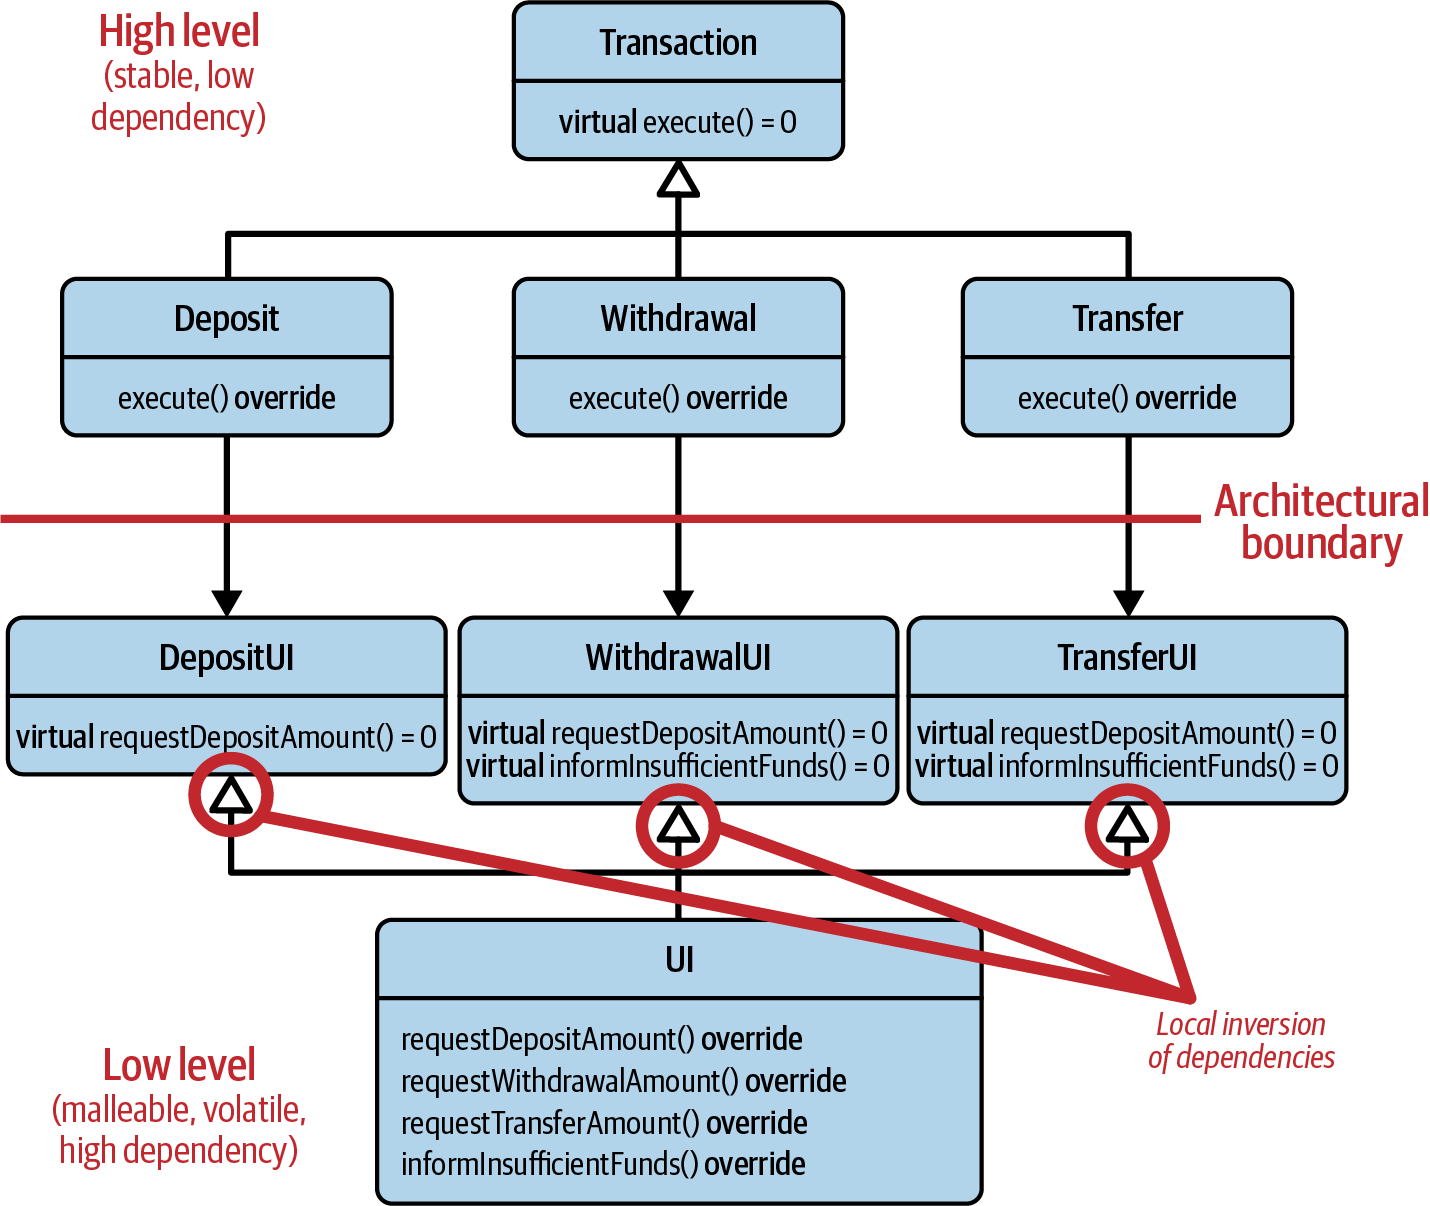 High level
(stable, low
dependency)
Transaction
virtual execute() = 0
Deposit
execute() override
Withdrawal
execute() override
Transfer
execute() override
Architectural
boundary
DepositUI
virtual requestDepositAmount() = 0
WithdrawalUI
virtual requestDepositAmount() = 0
virtual informInsufficientFunds() = 0
TransferUI
virtual requestDepositAmount() = 0
virtual informInsufficientFunds() = 0
UI
requestDepositAmount() override
requestWithdrawalAmount() override
requestTransferAmount() override
informInsufficientFunds() override
Local inversion
of dependencies
Low level
(malleable, volatile,
high dependency)